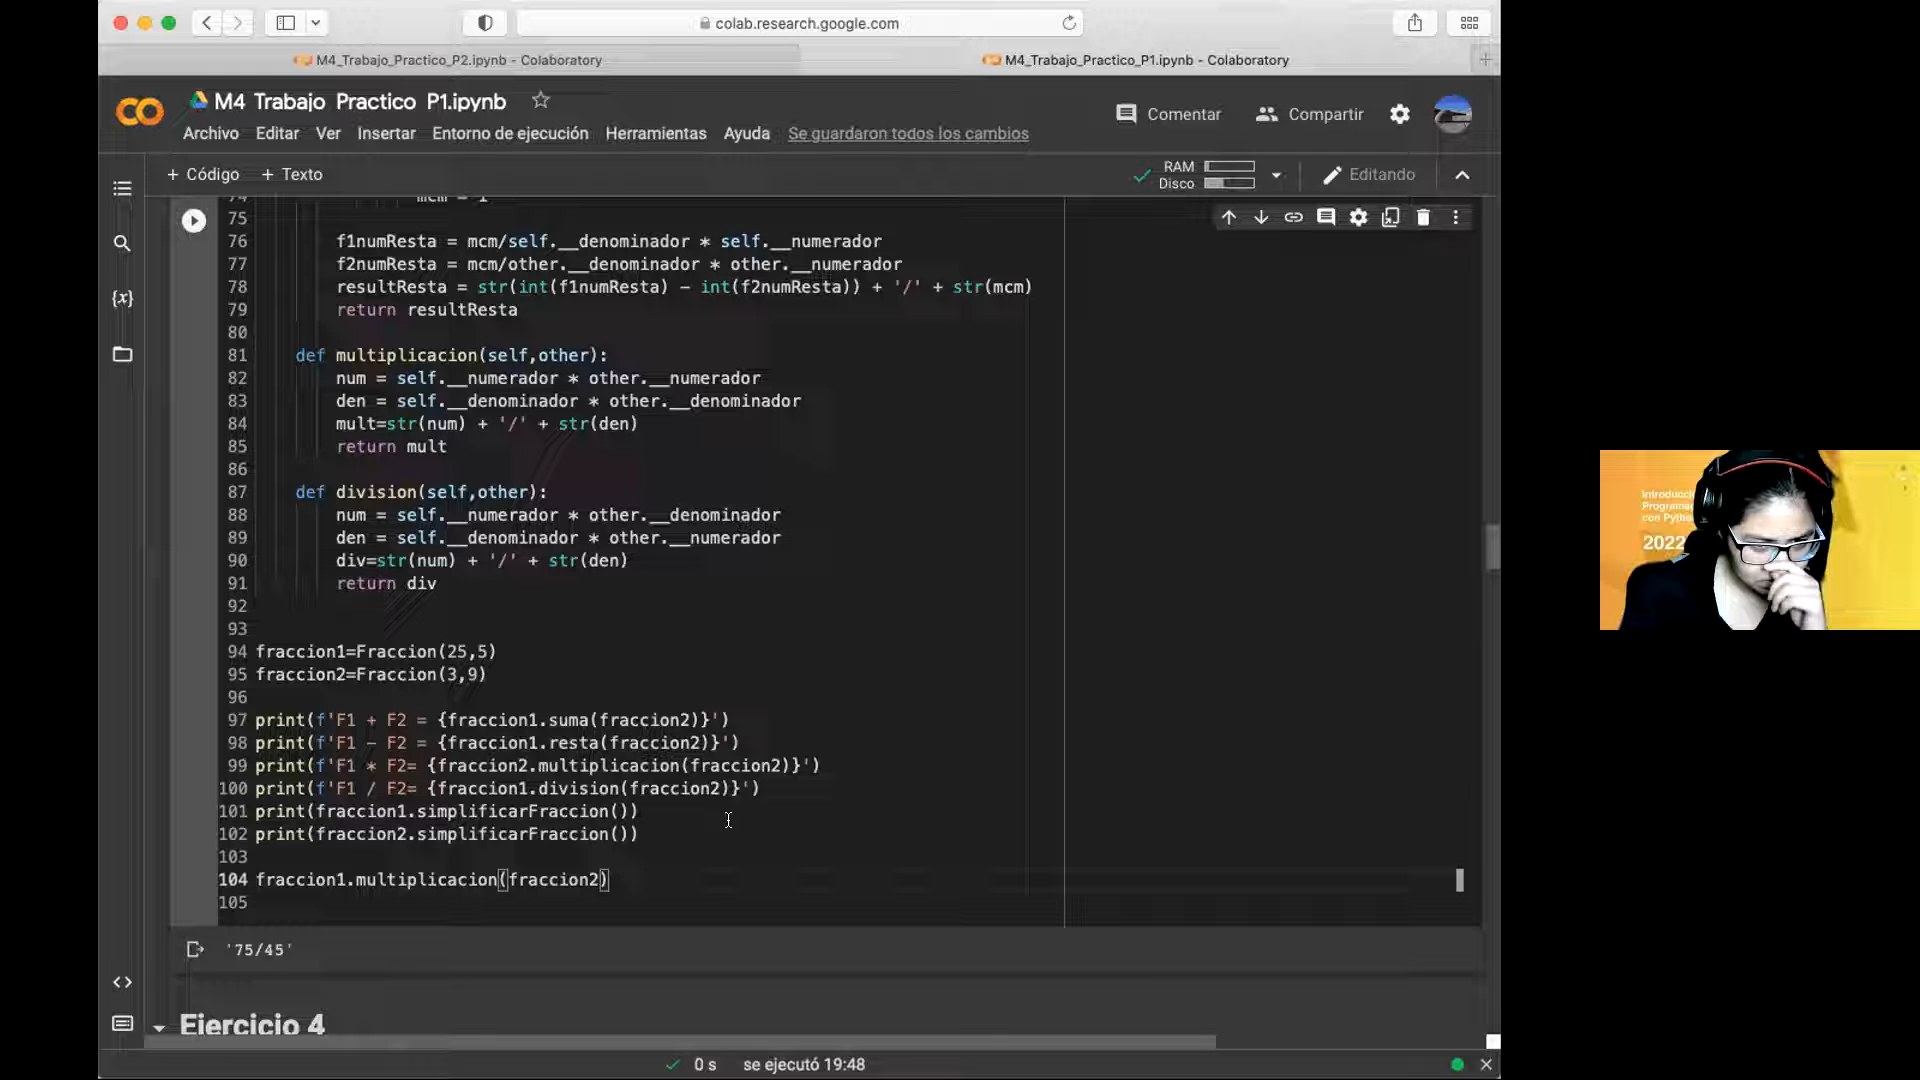 colab.research.google.com
M4_Trabajo_Practico_P2.ipynb - Colaboratory
M4_Trabajo_Practico_P1.ipynb - Colaboratory
M4 Trabajo Practico P1.ipynb
Comentar
Compartir
Archivo Editar Ver Insertar Entorno de ejecución Herramientas Ayuda Se guardaron todos los cambios
+ Código + Texto
RAM
Disco
Editando
75
76 f1numResta = mcm/self.__denominador * self.__numerador
77 f2numResta = mcm/other.__denominador * other.__numerador
78 resultResta = str(int(f1numResta) - int(f2numResta)) + '/' + str(mcm)
79 return resultResta
80
81 def multiplicacion(self,other):
82 num = self.__numerador * other.__numerador
83 den = self.__denominador * other.__denominador
84 mult=str(num) + '/' + str(den)
85 return mult
86
87 def division(self,other):
88 num = self.__numerador * other.__denominador
89 den = self.__denominador * other.__numerador
90 div=str(num) + '/' + str(den)
91 return div
92
93
94 fraccion1=Fraccion(25,5)
95 fraccion2=Fraccion(3,9)
96
97 print(f'F1 + F2 = {fraccion1.suma(fraccion2)}')
98 print(f'F1 - F2 = {fraccion1.resta(fraccion2)}')
99 print(f'F1 * F2= {fraccion2.multiplicacion(fraccion2)}')
100 print(f'F1 / F2= {fraccion1.division(fraccion2)}')
101 print(fraccion1.simplificarFraccion())
102 print(fraccion2.simplificarFraccion())
103
104 fraccion1.multiplicacion(fraccion2)
105
'75/45'
Ejercicio 4
0 s se ejecutó 19:48
con
2022